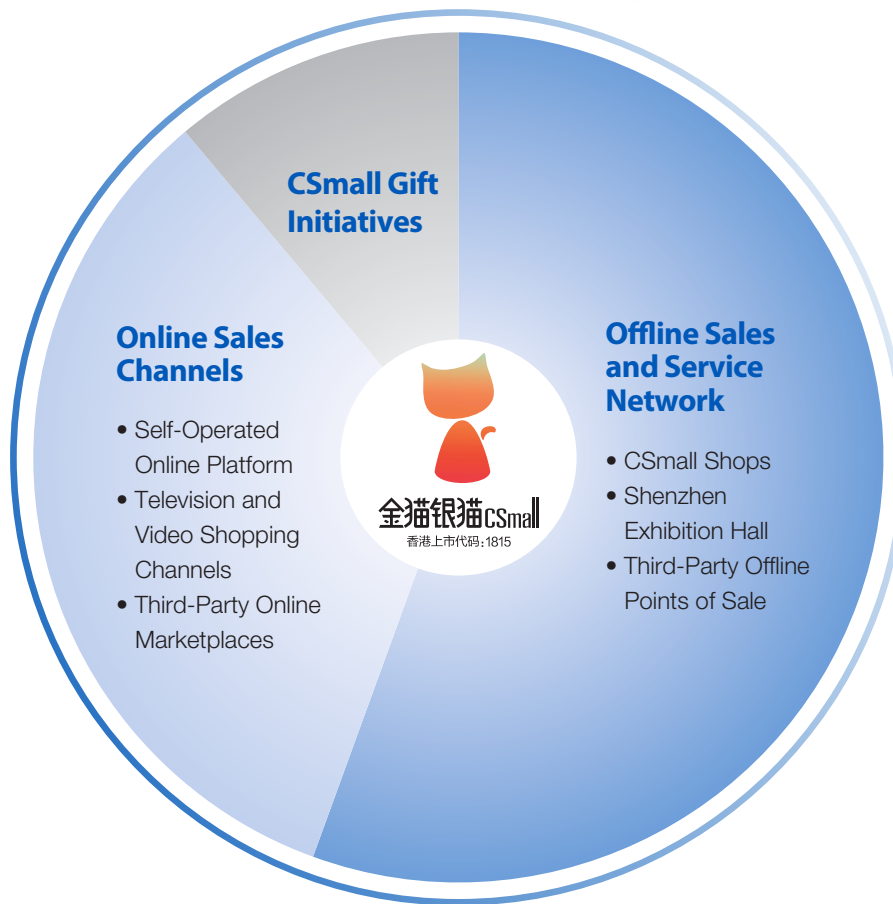 CSmall Gift
Initiatives
Online Sales
Channels
• Self-Operated
Online Platform
• Television and
Video Shopping
Channels
• Third-Party Online
Marketplaces
金猫银猫CSmall
香港上市代码:1815
Offline Sales
and Service
Network
• CSmall Shops
• Shenzhen
Exhibition Hall
• Third-Party Offline
Points of Sale